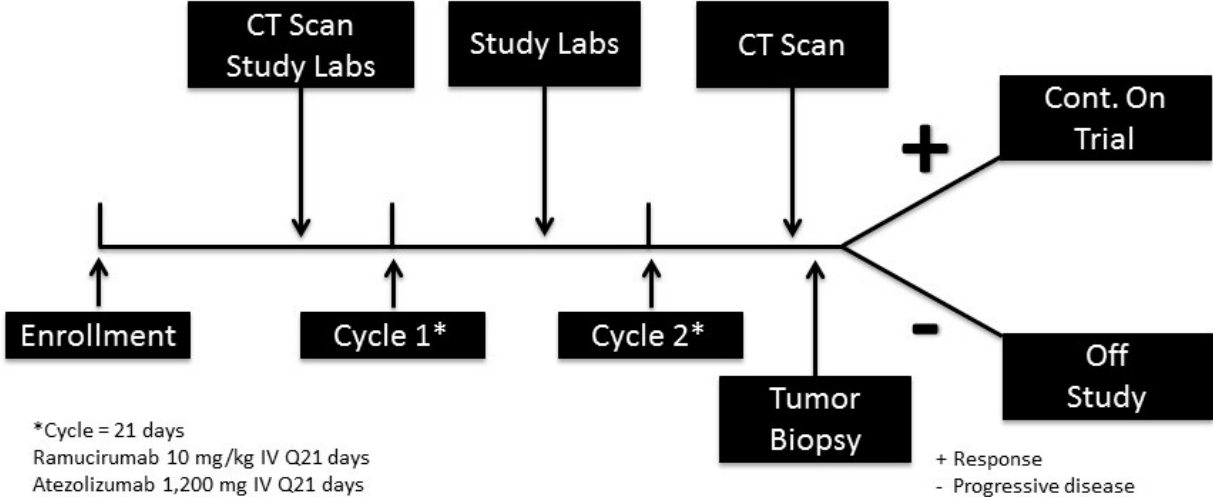 CT Scan
Study Labs
Study Labs
CT Scan
Cont. On
Trial
+
Enrollment
Cycle 1*
Cycle 2*
-
Off
Study
Tumor
Biopsy
*Cycle = 21 days
Ramucirumab 10 mg/kg IV Q21 days
Atezolizumab 1,200 mg IV Q21 days
+ Response
- Progressive disease